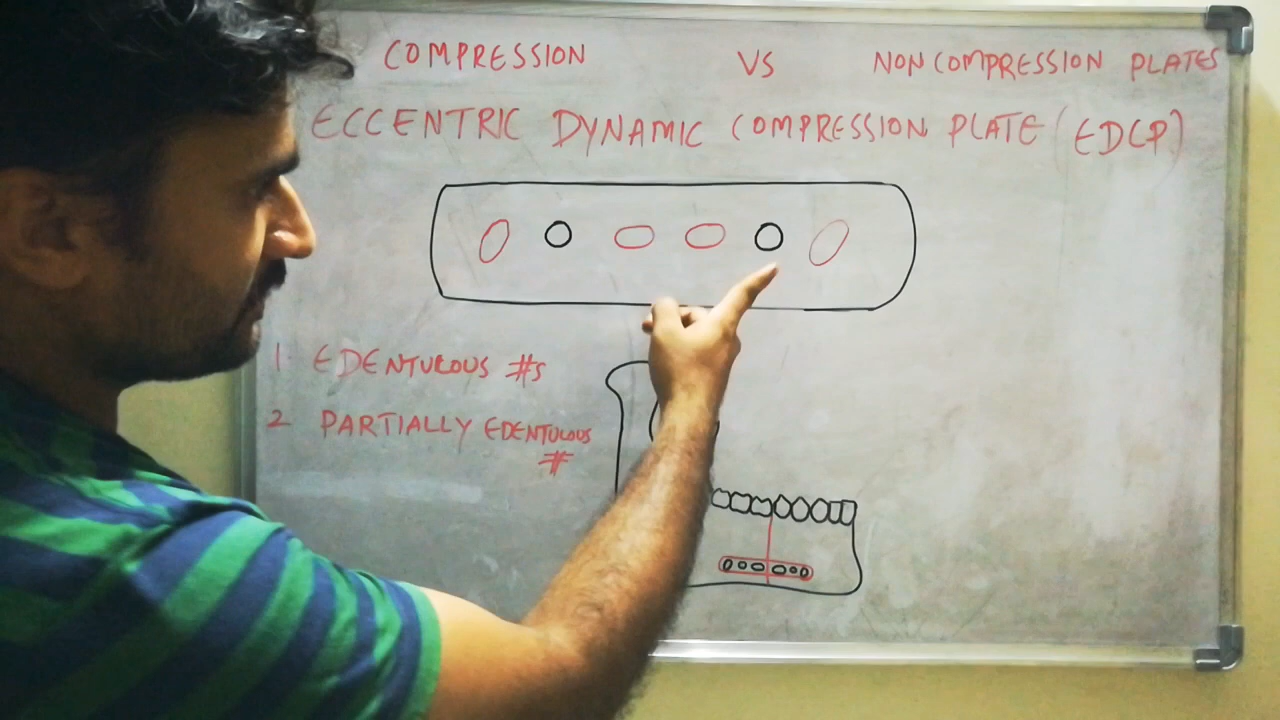 COMPRESSION VS NON COMPRESSION PLATES
ECCENTRIC DYNAMIC COMPRESSION PLATE (EDCP)
1 EDENTULOUS #s
2 PARTIALLY EDENTULOUS
#